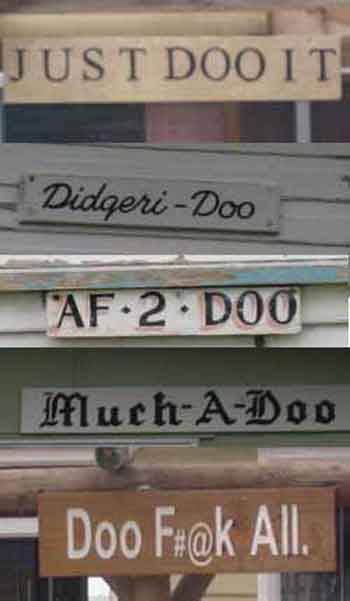 JUST DOO IT
Didgeri-Doo
AF·2·DOO
Much-A-Doo
Doo F#@k All.